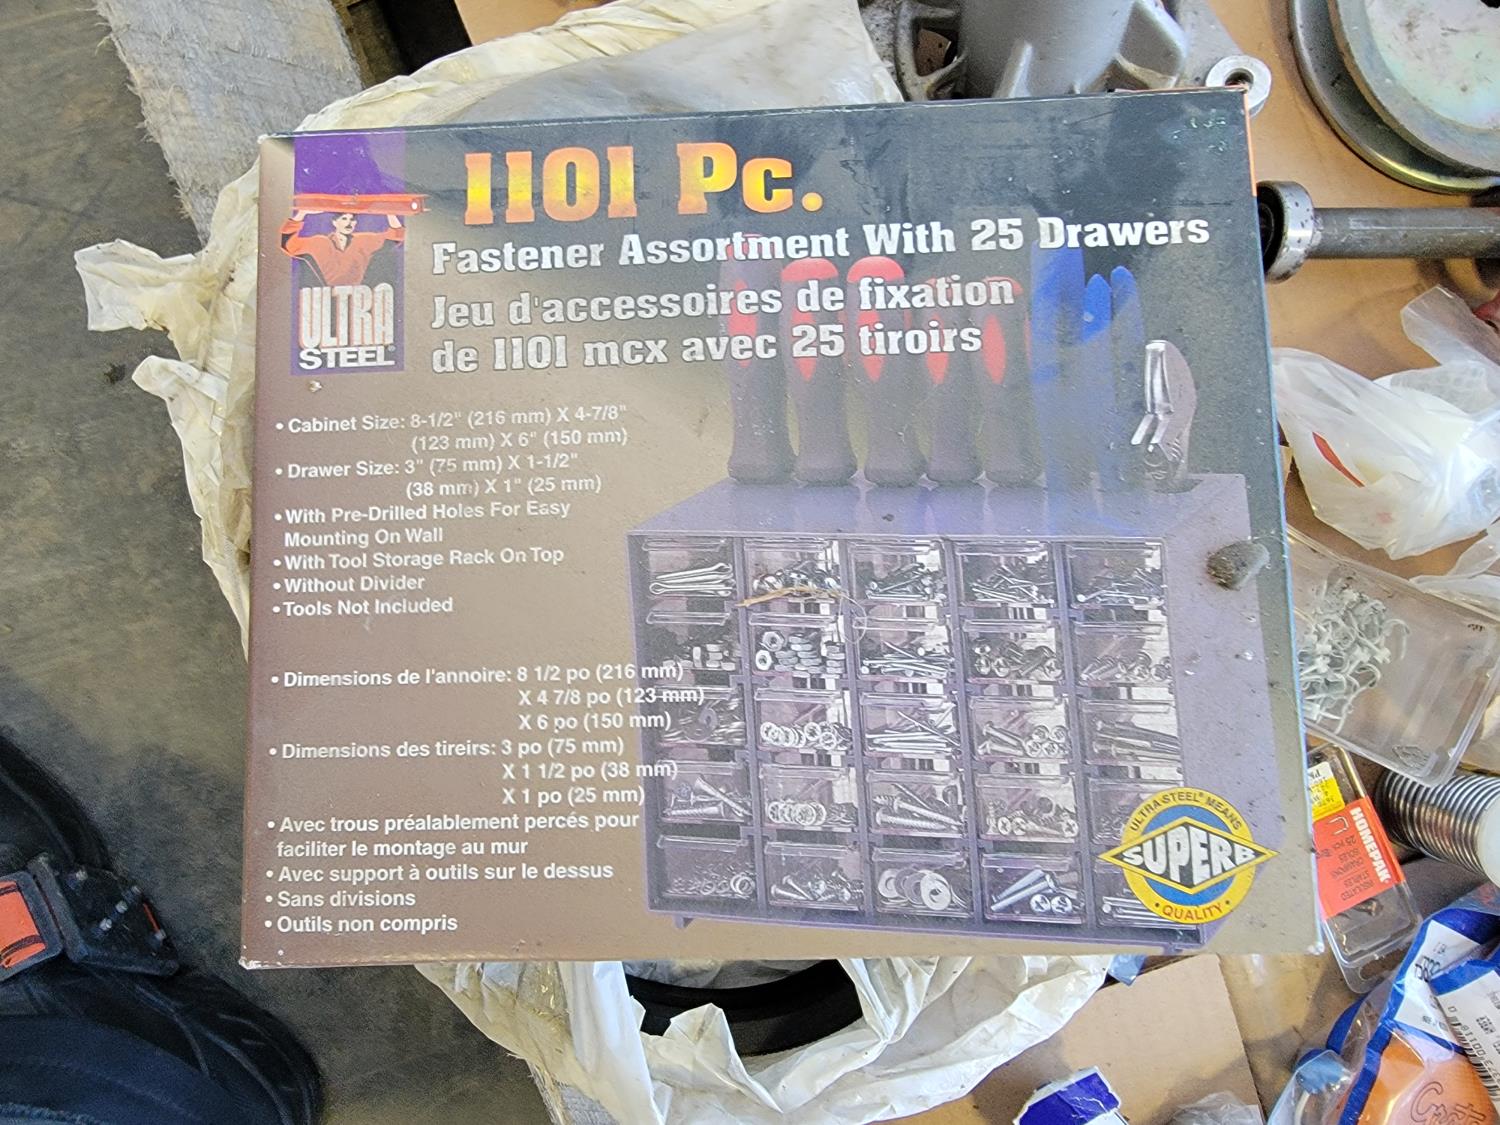 1101 Pc.
Fastener Assortment With 25 Drawers
Jeu d'accessoires de fixation
de 1101 mcx avec 25 tiroirs
ULTRA
STEEL®
• Cabinet Size: 8-1/2" (216 mm) X 4-7/8"
(123 mm) X 6" (150 mm)
• Drawer Size: 3" (75 mm) X 1-1/2"
(38 mm) X 1" (25 mm)
• With Pre-Drilled Holes For Easy
Mounting On Wall
• With Tool Storage Rack On Top
• Without Divider
• Tools Not Included
• Dimensions de l'annoire: 8 1/2 po (216 mm)
X 4 7/8 po (123 mm)
X 6 po (150 mm)
• Dimensions des tireirs: 3 po (75 mm)
X 1 1/2 po (38 mm)
X 1 po (25 mm)
• Avec trous préalablement percés pour
faciliter le montage au mur
• Avec support à outils sur le dessus
• Sans divisions
• Outils non compris
ULTRA STEEL® MEANS
SUPERB
• QUALITY •
HOMEPAK
INSULATED
STAPLES